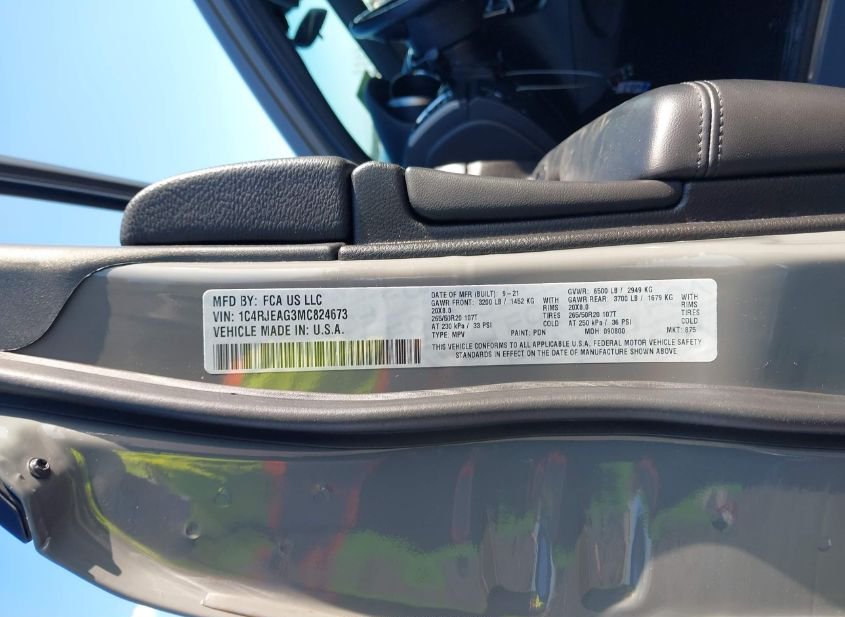 MFD BY: FCA US LLC
VIN: 1C4RJEAG3MC824673
VEHICLE MADE IN U.S.A.
DATE OF MFR (BUILT): 9-21 GVWR: 6500 LB / 2949 KG
GAWR FRONT: 3200 LB / 1452 KG WITH GAWR REAR: 3700 LB / 1679 KG WITH
20X8.0 RIMS 20X8.0 RIMS
265/50R20 107T TIRES 265/50R20 107T TIRES
AT 230 kPa / 33 PSI COLD AT 250 kPa / 36 PSI COLD
TYPE: MPV PAINT: PDN MDH: 090800 MKT: 875
THIS VEHICLE CONFORMS TO ALL APPLICABLE U.S.A. FEDERAL MOTOR VEHICLE SAFETY
STANDARDS IN EFFECT ON THE DATE OF MANUFACTURE SHOWN ABOVE.